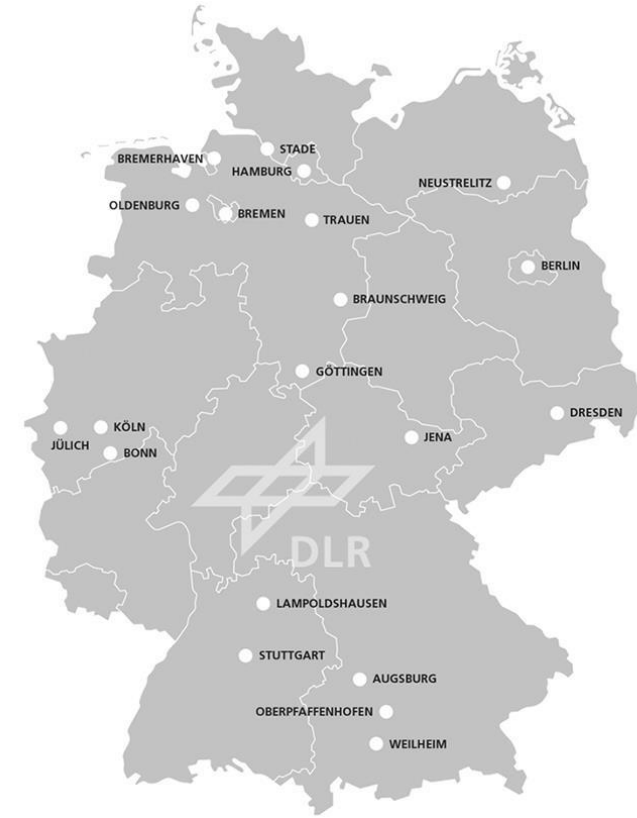 STADE
BREMERHAVEN
HAMBURG
NEUSTRELITZ
OLDENBURG
BREMEN
TRAUEN
BERLIN
BRAUNSCHWEIG
GÖTTINGEN
DRESDEN
KÖLN
JENA
JÜLICH
BONN
DLR
LAMPOLDSHAUSEN
STUTTGART
AUGSBURG
OBERPFAFFENHOFEN
WEILHEIM